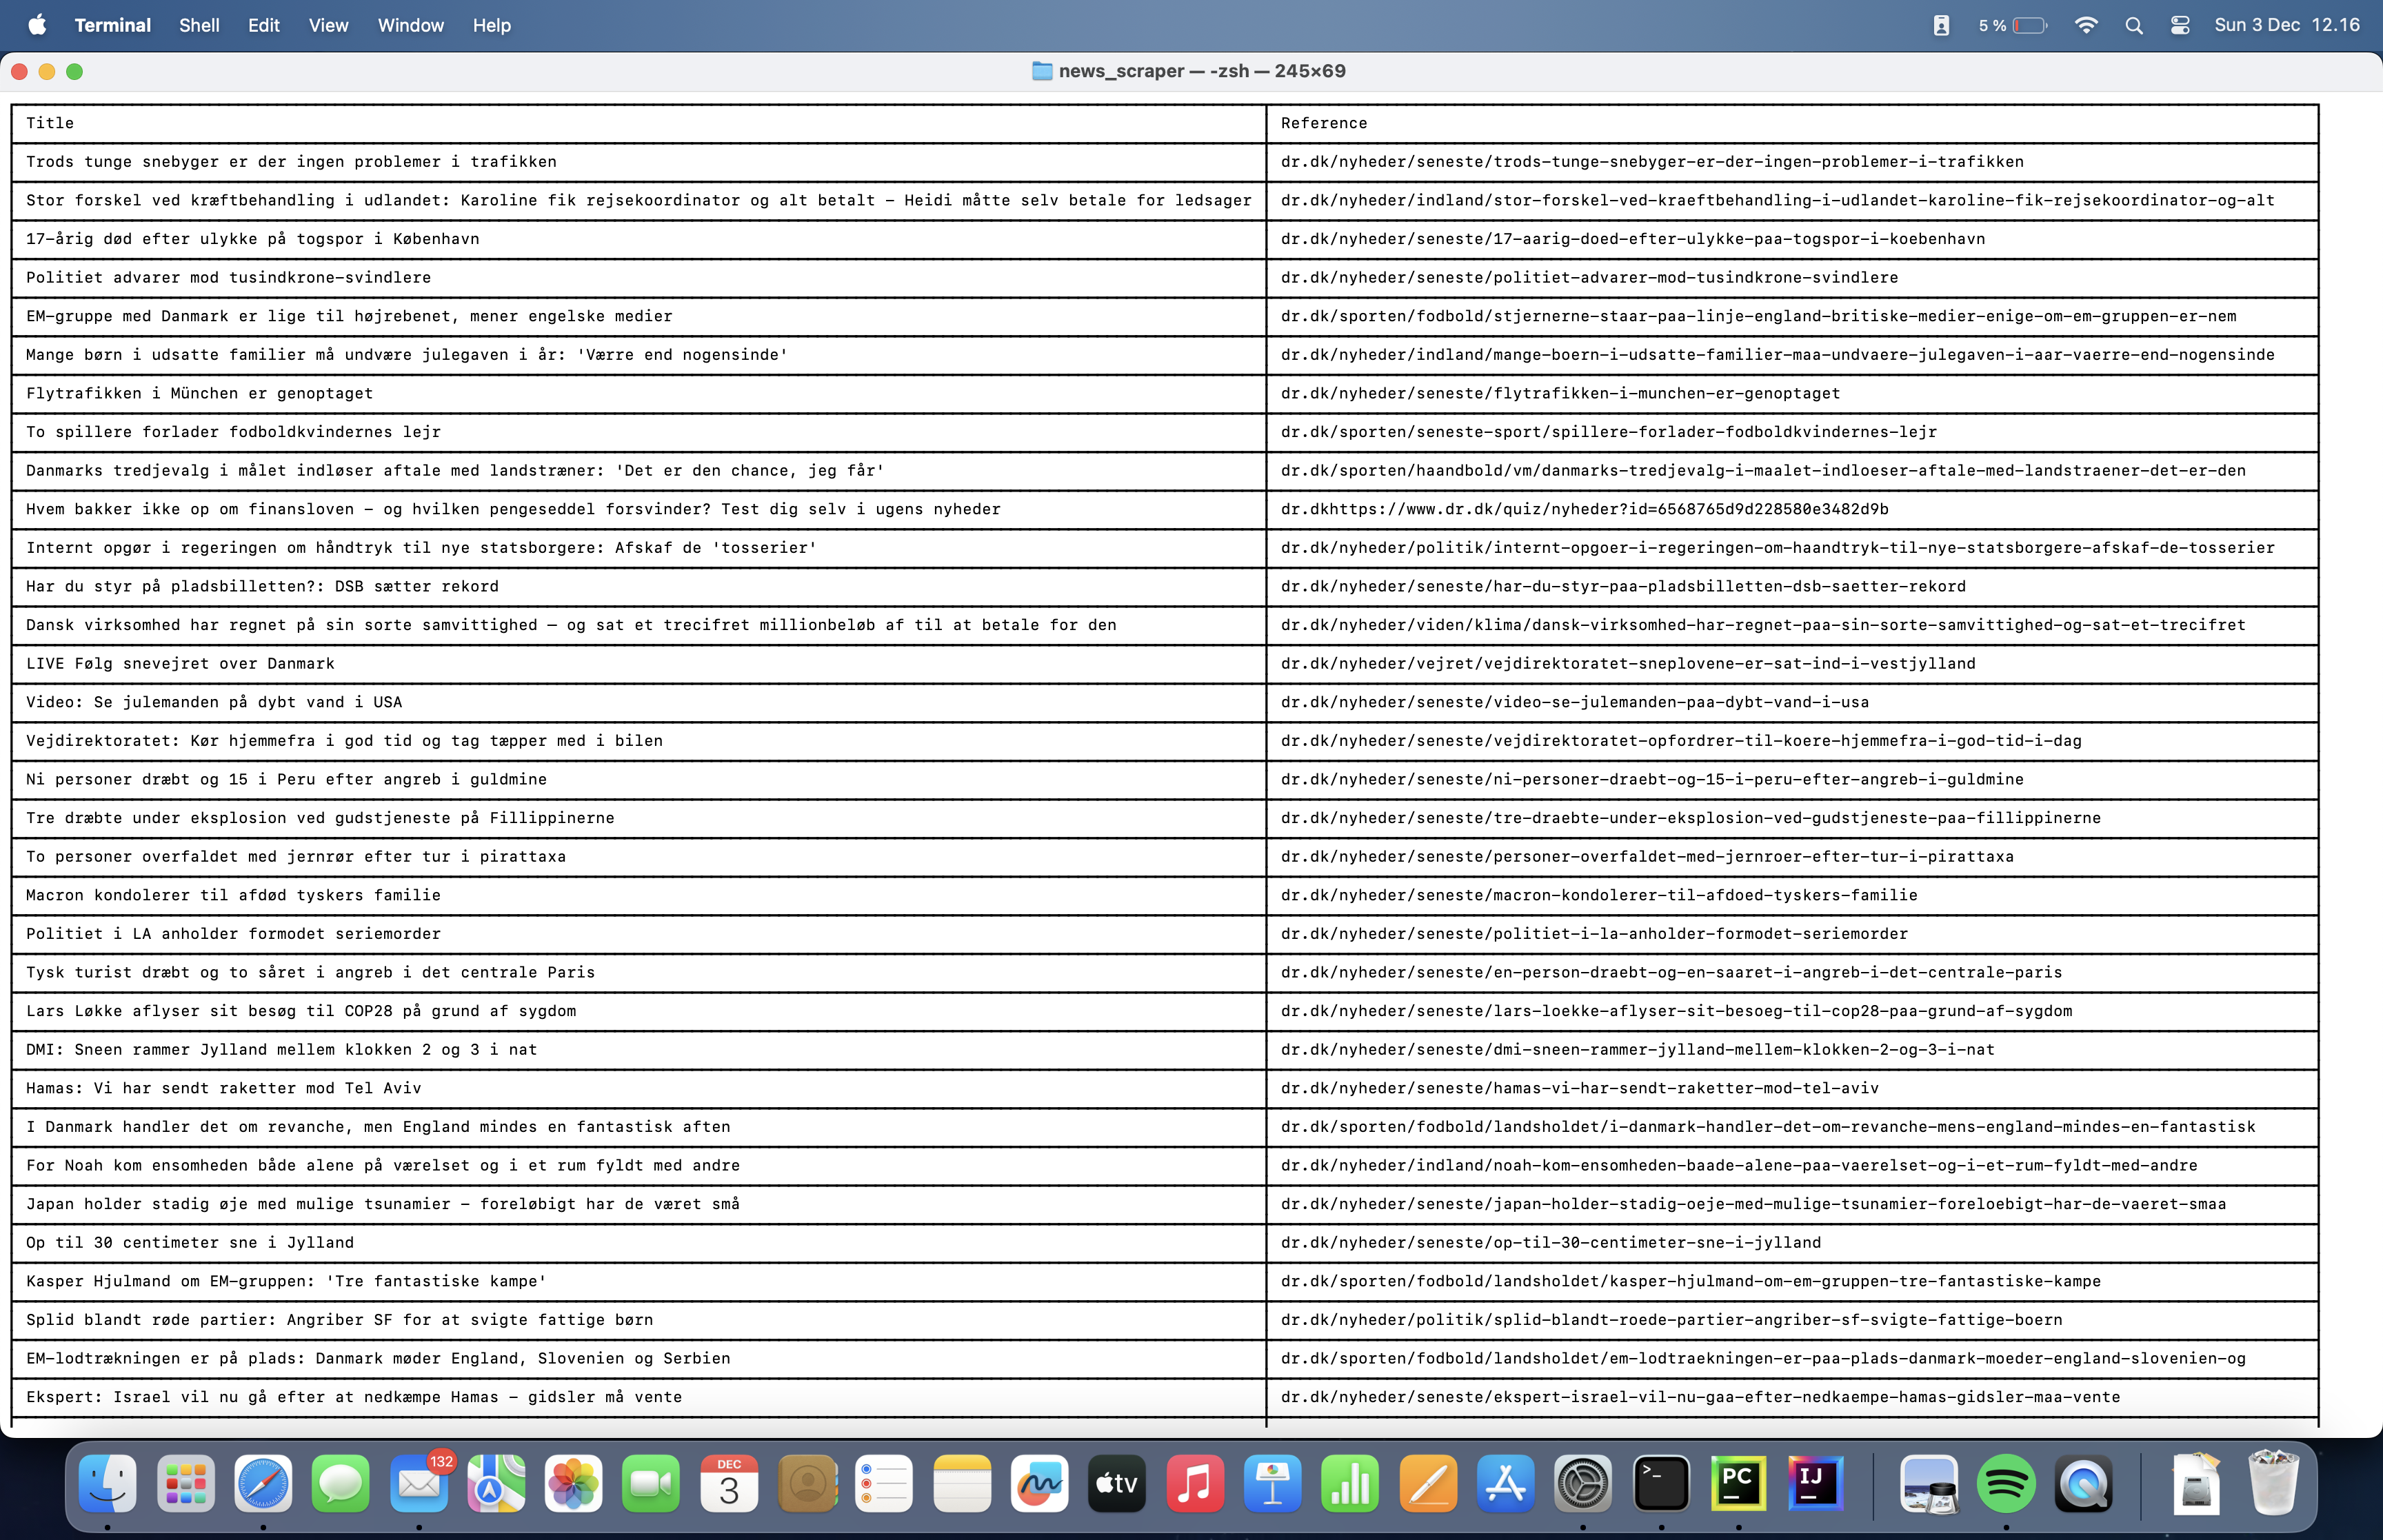 Terminal Shell Edit View Window Help 5 % Sun 3 Dec 12.16
news_scraper — -zsh — 245×69
Title Reference
Trods tunge snebyger er der ingen problemer i trafikken dr.dk/nyheder/seneste/trods-tunge-snebyger-er-der-ingen-problemer-i-trafikken
Stor forskel ved kræftbehandling i udlandet: Karoline fik rejsekoordinator og alt betalt – Heidi måtte selv betale for ledsager dr.dk/nyheder/indland/stor-forskel-ved-kraeftbehandling-i-udlandet-karoline-fik-rejsekoordinator-og-alt
17-årig død efter ulykke på togspor i København dr.dk/nyheder/seneste/17-aarig-doed-efter-ulykke-paa-togspor-i-koebenhavn
Politiet advarer mod tusindkrone-svindlere dr.dk/nyheder/seneste/politiet-advarer-mod-tusindkrone-svindlere
EM-gruppe med Danmark er lige til højrebenet, mener engelske medier dr.dk/sporten/fodbold/stjernerne-staar-paa-linje-england-britiske-medier-enige-om-em-gruppen-er-nem
Mange børn i udsatte familier må undvære julegaven i år: 'Værre end nogensinde' dr.dk/nyheder/indland/mange-boern-i-udsatte-familier-maa-undvaere-julegaven-i-aar-vaerre-end-nogensinde
Flytrafikken i München er genoptaget dr.dk/nyheder/seneste/flytrafikken-i-munchen-er-genoptaget
To spillere forlader fodboldkvindernes lejr dr.dk/sporten/seneste-sport/spillere-forlader-fodboldkvindernes-lejr
Danmarks tredjevalg i målet indløser aftale med landstræner: 'Det er den chance, jeg får' dr.dk/sporten/haandbold/vm/danmarks-tredjevalg-i-maalet-indloeser-aftale-med-landstraener-det-er-den
Hvem bakker ikke op om finansloven – og hvilken pengeseddel forsvinder? Test dig selv i ugens nyheder dr.dkhttps://www.dr.dk/quiz/nyheder?id=6568765d9d228580e3482d9b
Internt opgør i regeringen om håndtryk til nye statsborgere: Afskaf de 'tosserier' dr.dk/nyheder/politik/internt-opgoer-i-regeringen-om-haandtryk-til-nye-statsborgere-afskaf-de-tosserier
Har du styr på pladsbilletten?: DSB sætter rekord dr.dk/nyheder/seneste/har-du-styr-paa-pladsbilletten-dsb-saetter-rekord
Dansk virksomhed har regnet på sin sorte samvittighed — og sat et trecifret millionbeløb af til at betale for den dr.dk/nyheder/viden/klima/dansk-virksomhed-har-regnet-paa-sin-sorte-samvittighed-og-sat-et-trecifret
LIVE Følg snevejret over Danmark dr.dk/nyheder/vejret/vejdirektoratet-sneplovene-er-sat-ind-i-vestjylland
Video: Se julemanden på dybt vand i USA dr.dk/nyheder/seneste/video-se-julemanden-paa-dybt-vand-i-usa
Vejdirektoratet: Kør hjemmefra i god tid og tag tæpper med i bilen dr.dk/nyheder/seneste/vejdirektoratet-opfordrer-til-koere-hjemmefra-i-god-tid-i-dag
Ni personer dræbt og 15 i Peru efter angreb i guldmine dr.dk/nyheder/seneste/ni-personer-draebt-og-15-i-peru-efter-angreb-i-guldmine
Tre dræbte under eksplosion ved gudstjeneste på Fillippinerne dr.dk/nyheder/seneste/tre-draebte-under-eksplosion-ved-gudstjeneste-paa-fillippinerne
To personer overfaldet med jernrør efter tur i pirattaxa dr.dk/nyheder/seneste/personer-overfaldet-med-jernroer-efter-tur-i-pirattaxa
Macron kondolerer til afdød tyskers familie dr.dk/nyheder/seneste/macron-kondolerer-til-afdoed-tyskers-familie
Politiet i LA anholder formodet seriemorder dr.dk/nyheder/seneste/politiet-i-la-anholder-formodet-seriemorder
Tysk turist dræbt og to såret i angreb i det centrale Paris dr.dk/nyheder/seneste/en-person-draebt-og-en-saaret-i-angreb-i-det-centrale-paris
Lars Løkke aflyser sit besøg til COP28 på grund af sygdom dr.dk/nyheder/seneste/lars-loekke-aflyser-sit-besoeg-til-cop28-paa-grund-af-sygdom
DMI: Sneen rammer Jylland mellem klokken 2 og 3 i nat dr.dk/nyheder/seneste/dmi-sneen-rammer-jylland-mellem-klokken-2-og-3-i-nat
Hamas: Vi har sendt raketter mod Tel Aviv dr.dk/nyheder/seneste/hamas-vi-har-sendt-raketter-mod-tel-aviv
I Danmark handler det om revanche, men England mindes en fantastisk aften dr.dk/sporten/fodbold/landsholdet/i-danmark-handler-det-om-revanche-mens-england-mindes-en-fantastisk
For Noah kom ensomheden både alene på værelset og i et rum fyldt med andre dr.dk/nyheder/indland/noah-kom-ensomheden-baade-alene-paa-vaerelset-og-i-et-rum-fyldt-med-andre
Japan holder stadig øje med mulige tsunamier – foreløbigt har de været små dr.dk/nyheder/seneste/japan-holder-stadig-oeje-med-mulige-tsunamier-foreloebigt-har-de-vaeret-smaa
Op til 30 centimeter sne i Jylland dr.dk/nyheder/seneste/op-til-30-centimeter-sne-i-jylland
Kasper Hjulmand om EM-gruppen: 'Tre fantastiske kampe' dr.dk/sporten/fodbold/landsholdet/kasper-hjulmand-om-em-gruppen-tre-fantastiske-kampe
Splid blandt røde partier: Angriber SF for at svigte fattige børn dr.dk/nyheder/politik/splid-blandt-roede-partier-angriber-sf-svigte-fattige-boern
EM-lodtrækningen er på plads: Danmark møder England, Slovenien og Serbien dr.dk/sporten/fodbold/landsholdet/em-lodtraekningen-er-paa-plads-danmark-moeder-england-slovenien-og
Ekspert: Israel vil nu gå efter at nedkæmpe Hamas – gidsler må vente dr.dk/nyheder/seneste/ekspert-israel-vil-nu-gaa-efter-nedkaempe-hamas-gidsler-maa-vente
132
DEC
3
tv
>_
PC
IJ